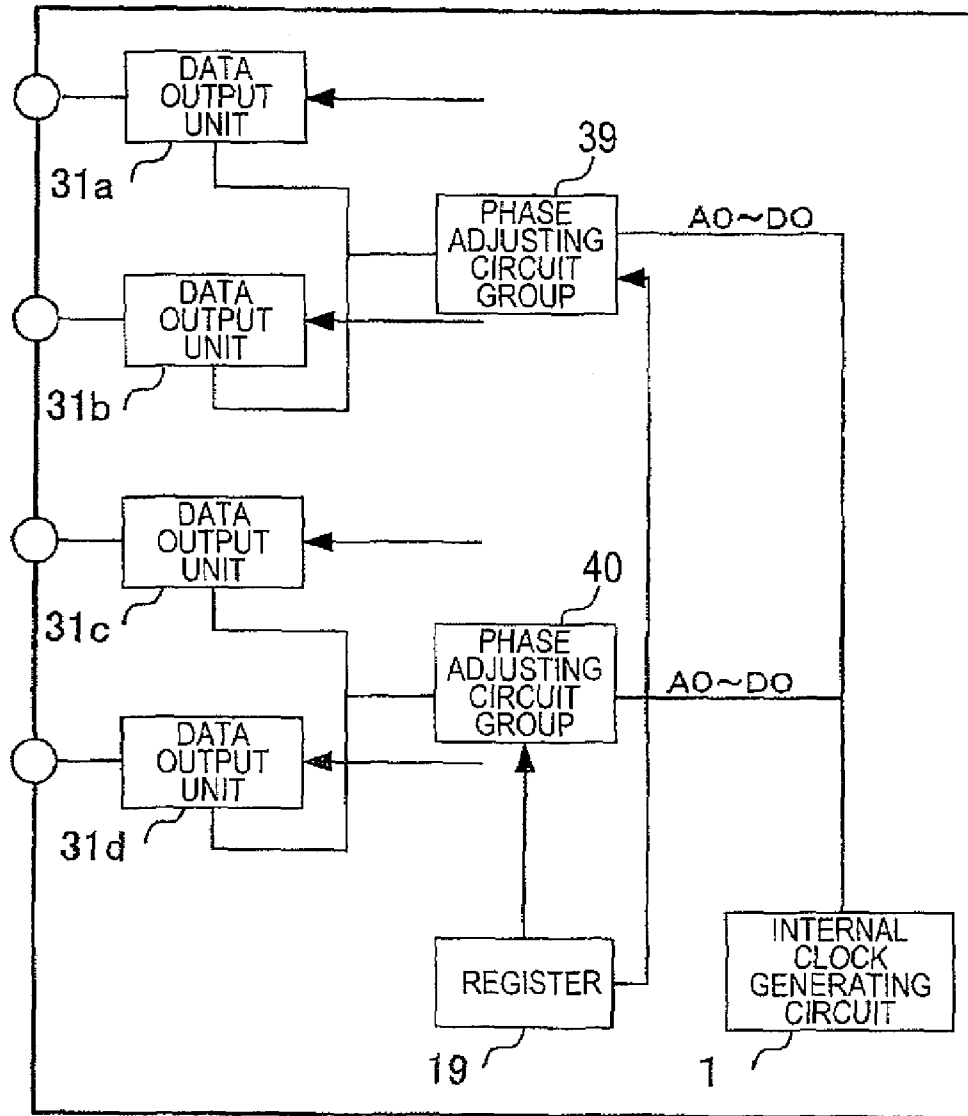 DATA
OUTPUT
UNIT
31a
39
PHASE
ADJUSTING
CIRCUIT
GROUP
A0~D0
DATA
OUTPUT
UNIT
31b
DATA
OUTPUT
UNIT
31c
40
PHASE
ADJUSTING
CIRCUIT
GROUP
A0~D0
DATA
OUTPUT
UNIT
31d
REGISTER
19
INTERNAL
CLOCK
GENERATING
CIRCUIT
1